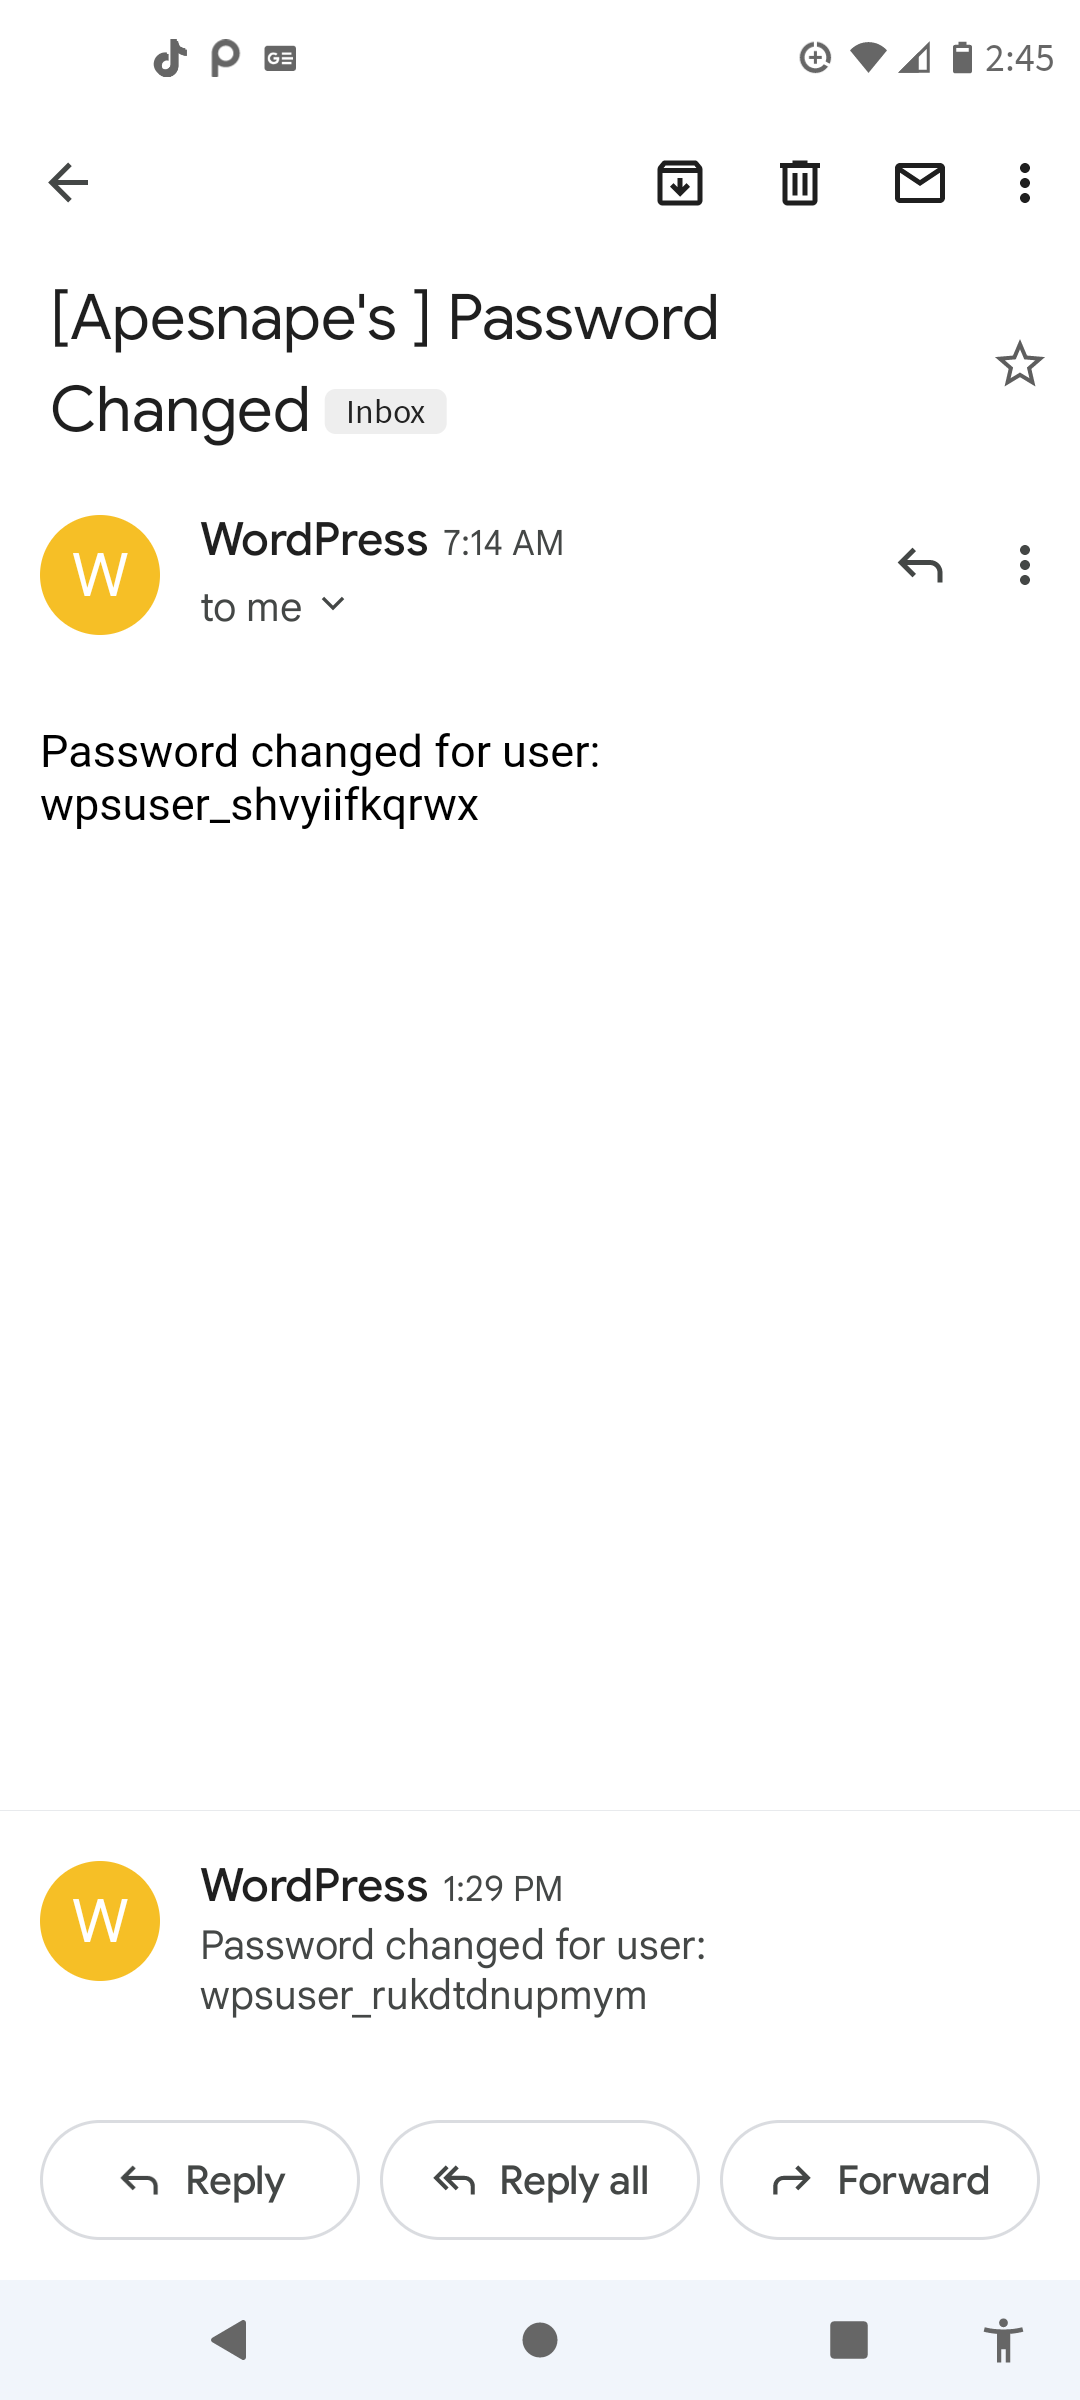 2:45
[Apesnape's ] Password
Changed Inbox
W
WordPress 7:14 AM
to me
Password changed for user:
wpsuser_shvyiifkqrwx
W
WordPress 1:29 PM
Password changed for user:
wpsuser_rukdtdnupmym
Reply Reply all Forward